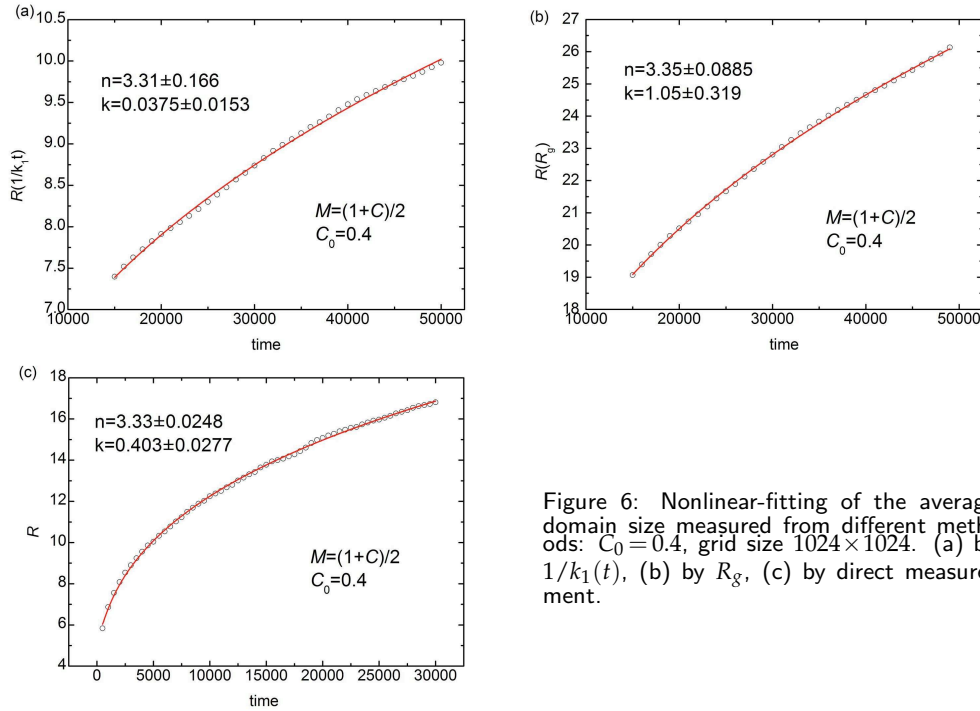 (a)
10.5
10.0
9.5
9.0
8.5
8.0
7.5
7.0
R(1/k₁t)
n=3.31±0.166
k=0.0375±0.0153
M=(1+C)/2
C₀=0.4
10000 20000 30000 40000 50000
time
(b)
27
26
25
24
23
22
21
20
19
18
R(R_g)
n=3.35±0.0885
k=1.05±0.319
M=(1+C)/2
C₀=0.4
10000 20000 30000 40000 50000
time
(c)
18
16
14
12
10
8
6
4
R
n=3.33±0.0248
k=0.403±0.0277
M=(1+C)/2
C₀=0.4
0 5000 10000 15000 20000 25000 30000
time
Figure 6: Nonlinear-fitting of the averag
domain size measured from different meth
ods: C₀ = 0.4, grid size 1024×1024. (a) b
1/k₁(t), (b) by R_g, (c) by direct measure
ment.